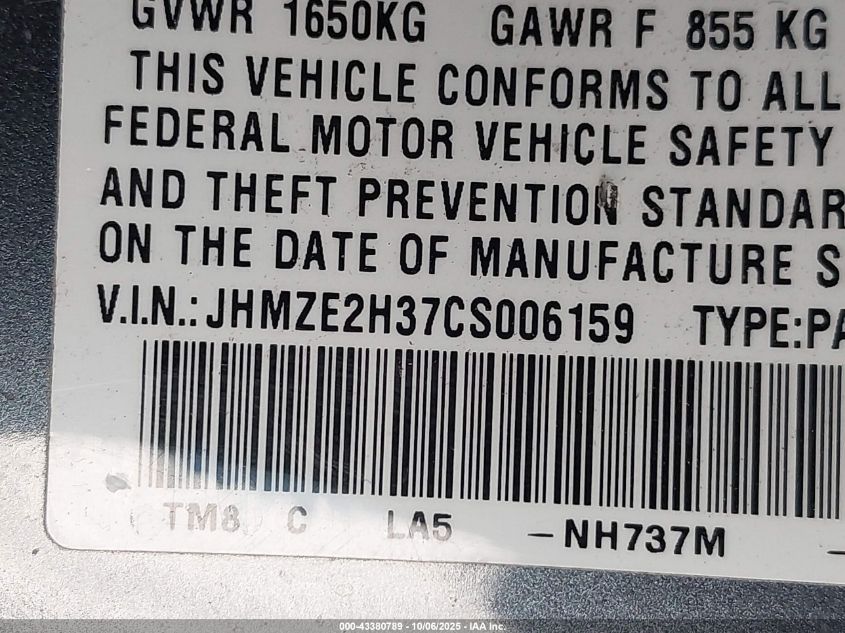 GVWR 1650KG GAWR F 855 KG
THIS VEHICLE CONFORMS TO ALL
FEDERAL MOTOR VEHICLE SAFETY
AND THEFT PREVENTION STANDAR
ON THE DATE OF MANUFACTURE S
V.I.N.: JHMZE2H37CS006159 TYPE:PA
TM8 C LA5 –NH737M –
000-43380789 - 10/06/2025 - IAA Inc.